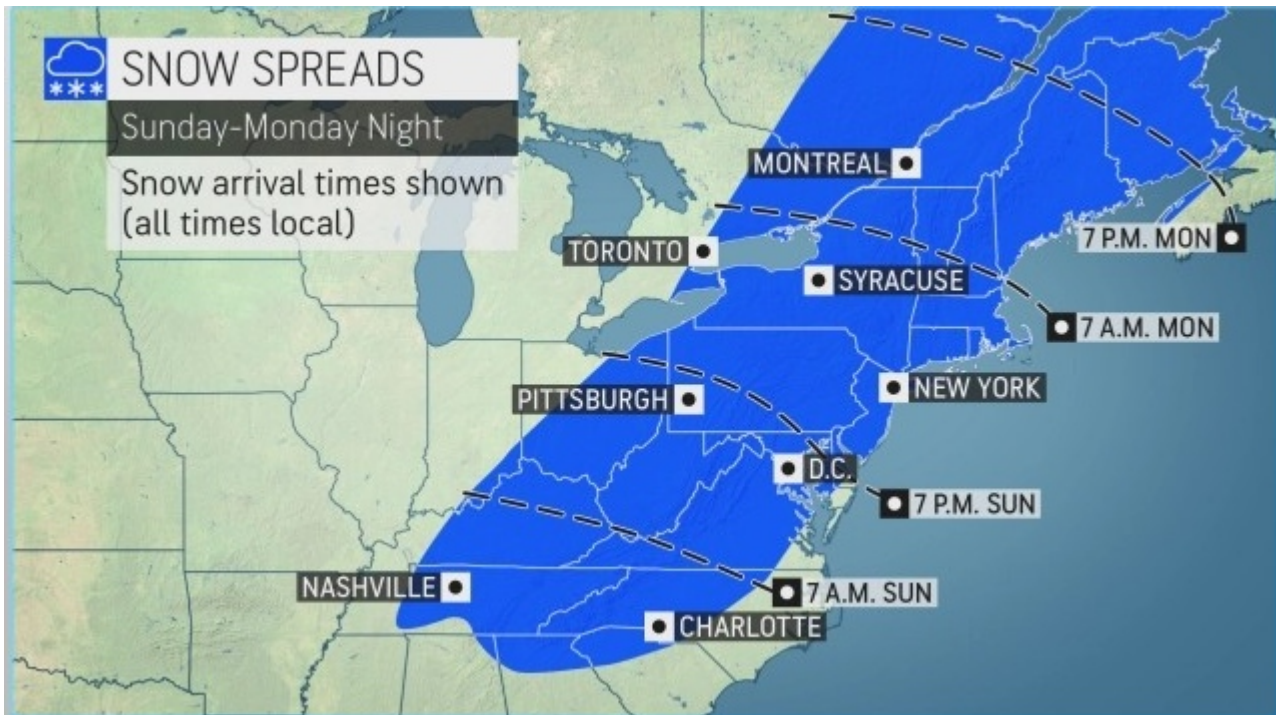 SNOW SPREADS
Sunday-Monday Night
Snow arrival times shown
(all times local)
MONTREAL
TORONTO
7 P.M. MON
SYRACUSE
7 A.M. MON
PITTSBURGH
NEW YORK
D.C.
7 P.M. SUN
NASHVILLE
7 A.M. SUN
CHARLOTTE